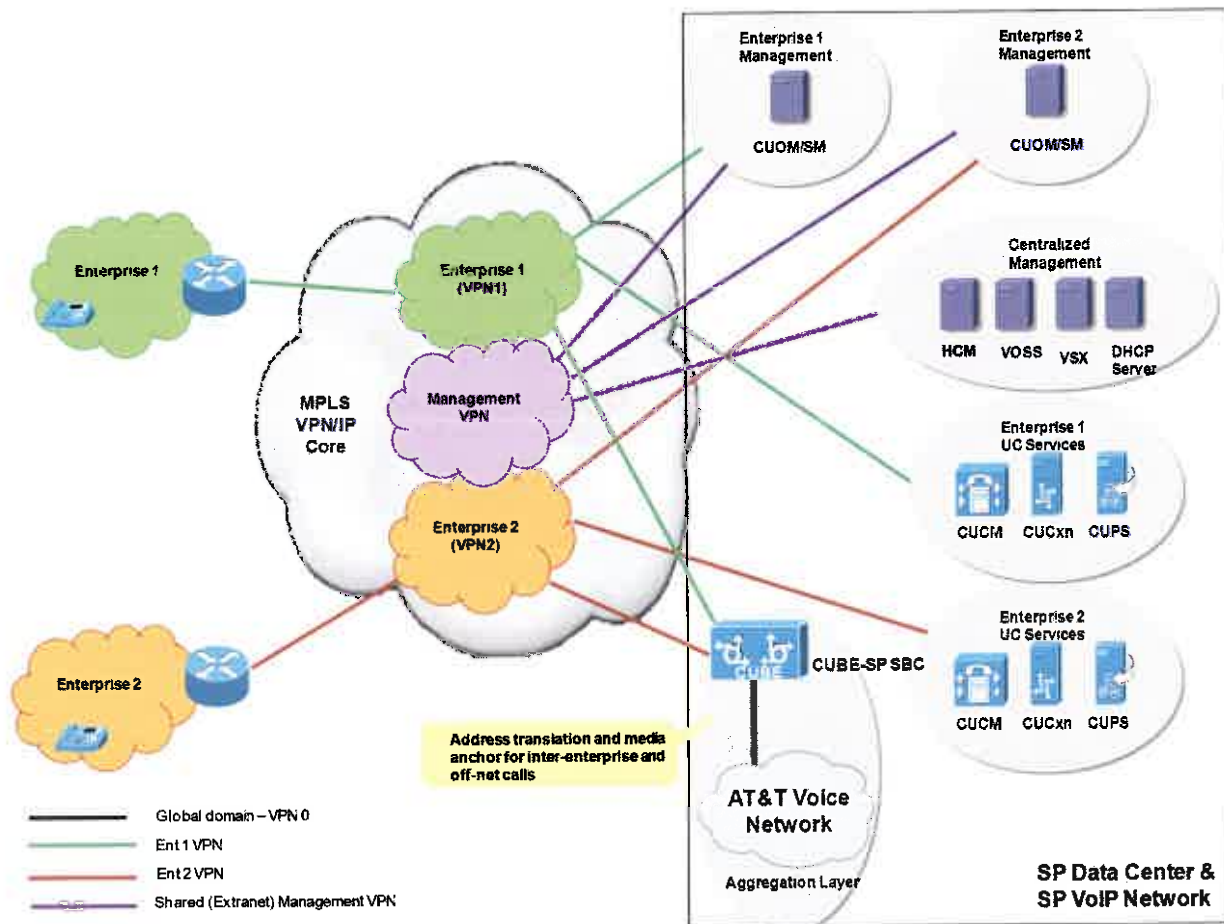 Enterprise 1
Management
CUOM/SM
Enterprise 2
Management
CUOM/SM
Enterprise 1
Enterprise 1
(VPN1)
Centralized
Management
HCM
VOSS
VSX
DHCP
Server
MPLS
VPN/IP
Core
Management
VPN
Enterprise 1
UC Services
CUCM
CUCxn
CUPS
Enterprise 2
(VPN2)
Enterprise 2
UC Services
CUCM
CUCxn
CUPS
Enterprise 2
CUBE
CUBE-SP SBC
Address translation and media
anchor for inter-enterprise and
off-net calls
AT&T Voice
Network
Aggregation Layer
Global domain – VPN 0
Ent 1 VPN
Ent 2 VPN
Shared (Extranet) Management VPN
SP Data Center &
SP VoIP Network